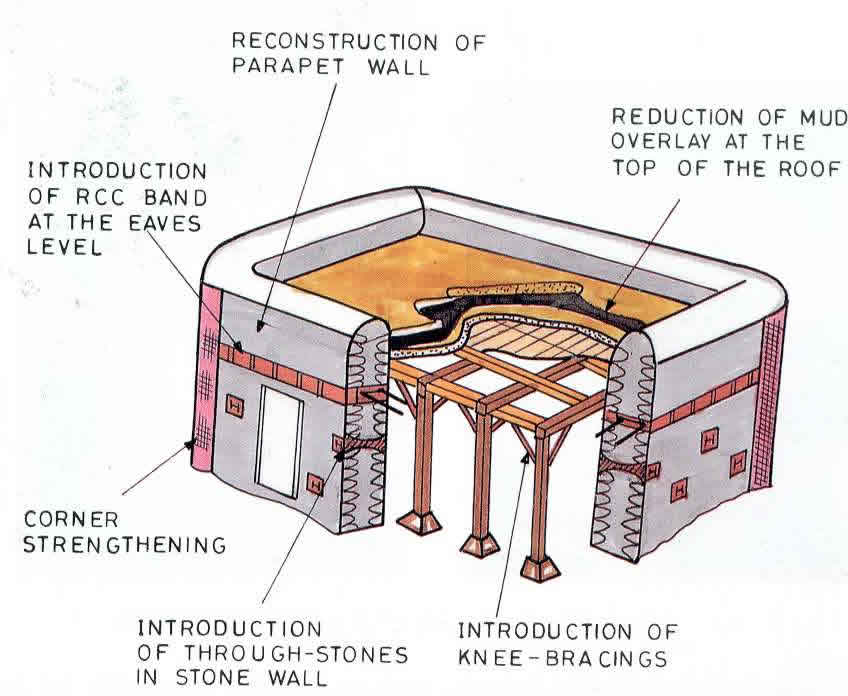 RECONSTRUCTION OF
PARAPET WALL
REDUCTION OF MUD
OVERLAY AT THE
TOP OF THE ROOF
INTRODUCTION
OF RCC BAND
AT THE EAVES
LEVEL
CORNER
STRENGTHENING
INTRODUCTION
OF THROUGH-STONES
IN STONE WALL
INTRODUCTION OF
KNEE-BRACINGS